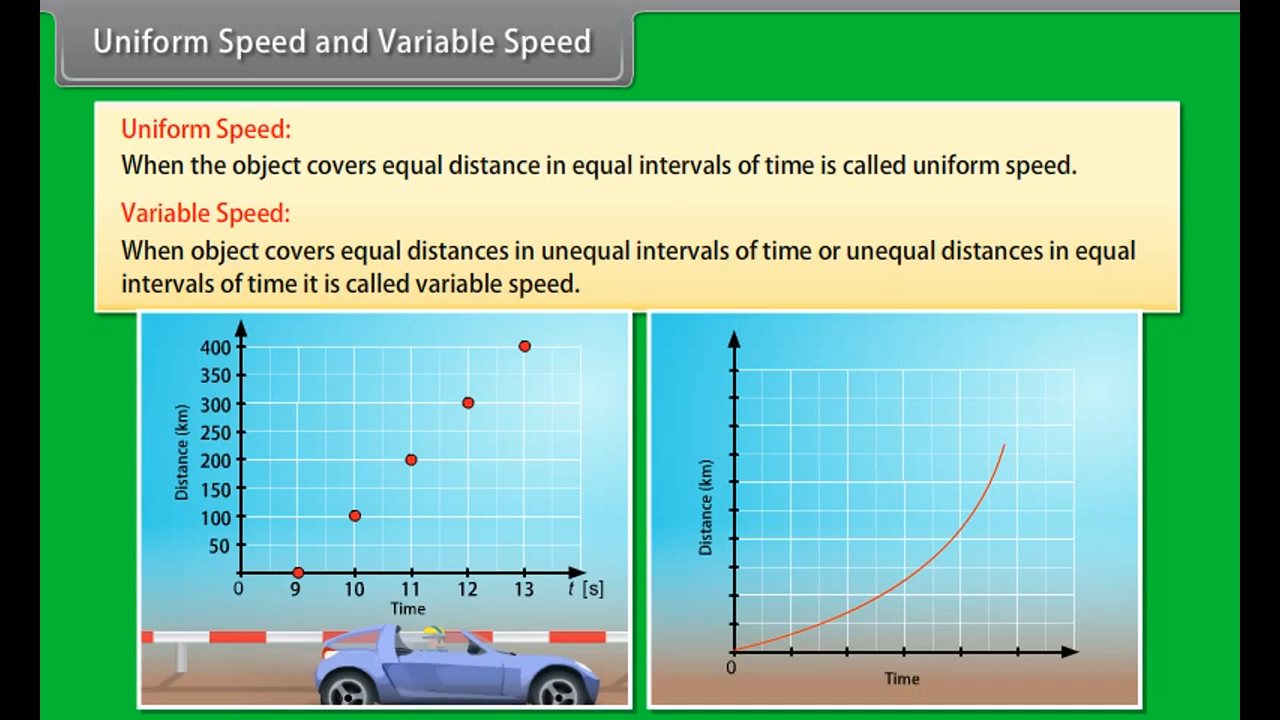 Uniform Speed and Variable Speed
Uniform Speed:
When the object covers equal distance in equal intervals of time is called uniform speed.
Variable Speed:
When object covers equal distances in unequal intervals of time or unequal distances in equal
intervals of time it is called variable speed.
400
350
300
250
200
150
100
50
Distance (km)
0 9 10 11 12 13 t [s]
Time
Distance (km)
0
Time